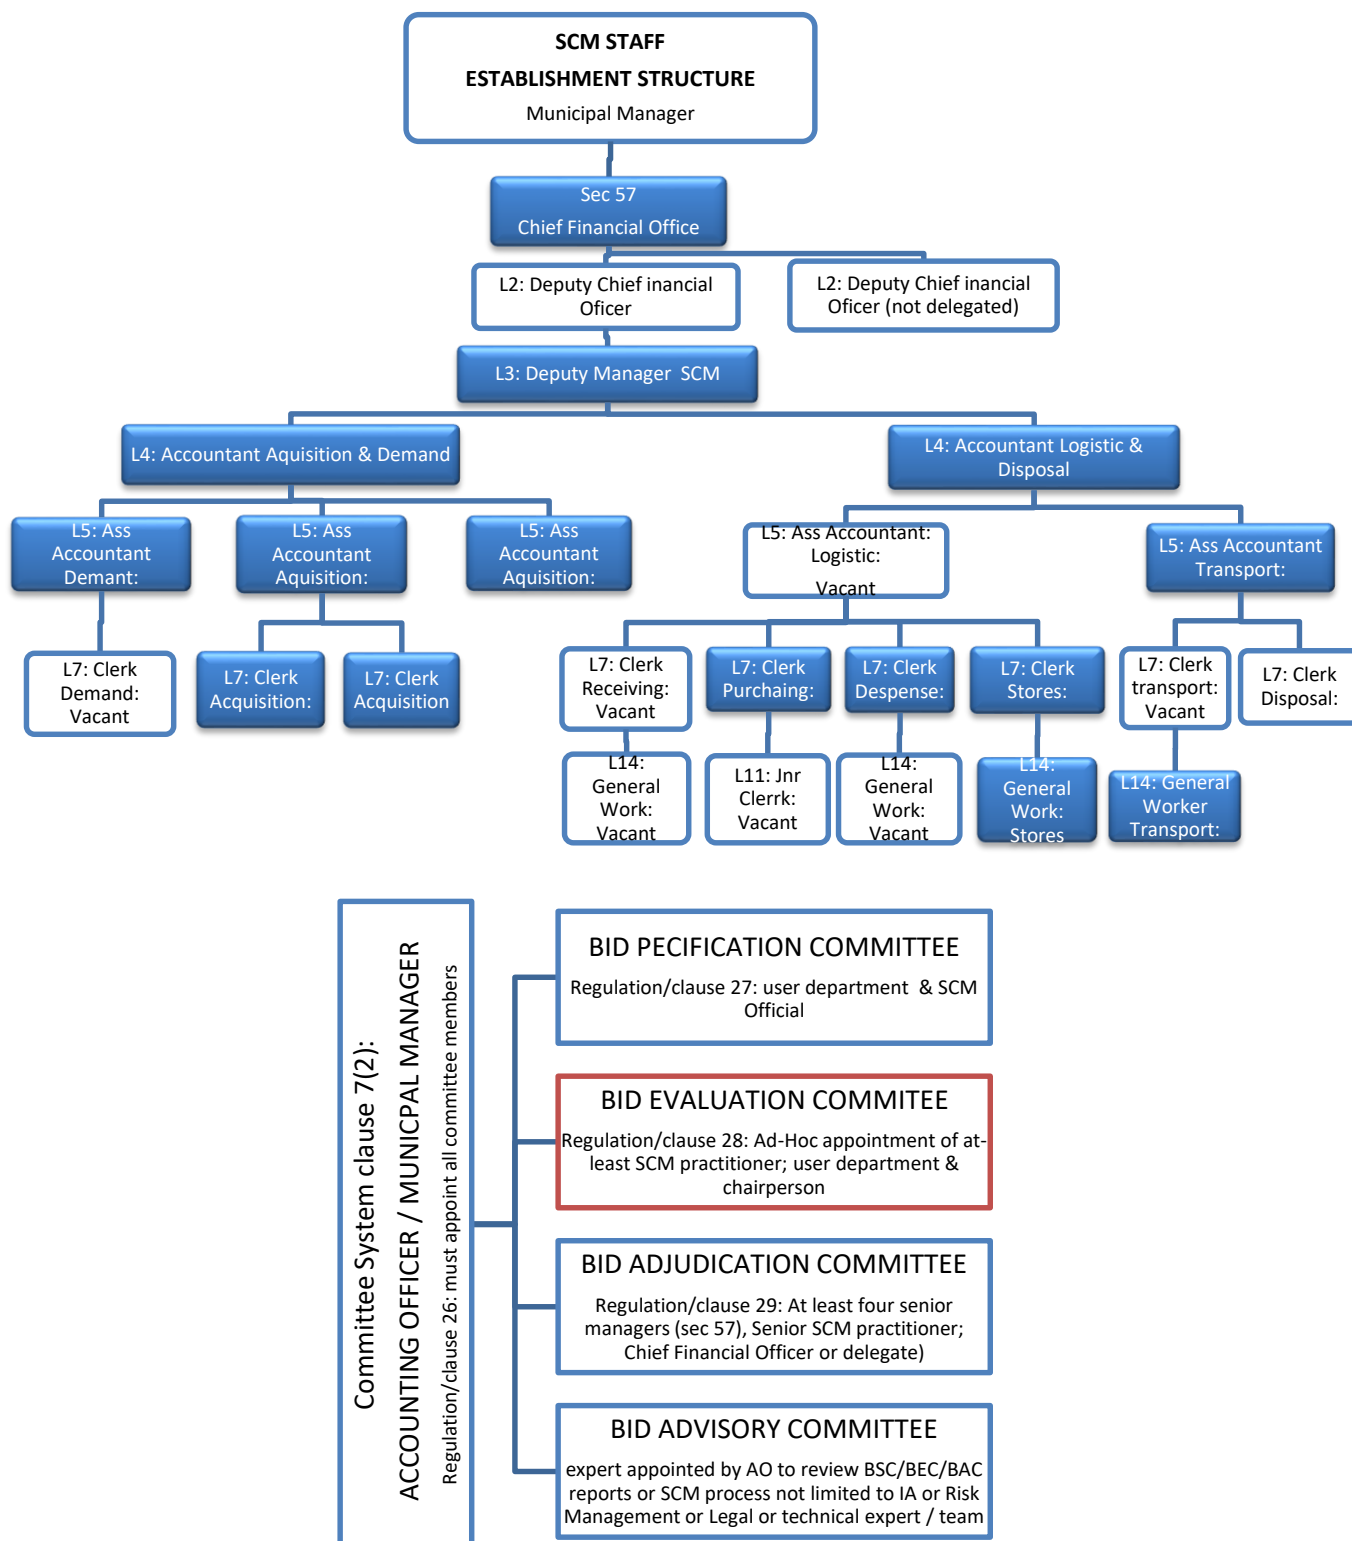 SCM STAFF
ESTABLISHMENT STRUCTURE
Municipal Manager
Sec 57
Chief Financial Office
L2: Deputy Chief inancial
Oficer
L2: Deputy Chief inancial
Oficer (not delegated)
L3: Deputy Manager SCM
L4: Accountant Aquisition & Demand
L4: Accountant Logistic &
Disposal
L5: Ass
Accountant
Demant:
L5: Ass
Accountant
Aquisition:
L5: Ass
Accountant
Aquisition:
L5: Ass Accountant:
Logistic:
Vacant
L5: Ass Accountant
Transport:
L7: Clerk
Demand:
Vacant
L7: Clerk
Acquisition:
L7: Clerk
Acquisition
L7: Clerk
Receiving:
Vacant
L7: Clerk
Purchaing:
L7: Clerk
Despense:
L7: Clerk
Stores:
L7: Clerk
transport:
Vacant
L7: Clerk
Disposal:
L14:
General
Work:
Vacant
L11: Jnr
Clerrk:
Vacant
L14:
General
Work:
Vacant
L14:
General
Work:
Stores
L14: General
Worker
Transport:
Committee System clause 7(2):
ACCOUNTING OFFICER / MUNICPAL MANAGER
Regulation/clause 26: must appoint all committee members
BID PECIFICATION COMMITTEE
Regulation/clause 27: user department & SCM
Official
BID EVALUATION COMMITEE
Regulation/clause 28: Ad-Hoc appointment of at-
least SCM practitioner; user department &
chairperson
BID ADJUDICATION COMMITTEE
Regulation/clause 29: At least four senior
managers (sec 57), Senior SCM practitioner;
Chief Financial Officer or delegate)
BID ADVISORY COMMITTEE
expert appointed by AO to review BSC/BEC/BAC
reports or SCM process not limited to IA or Risk
Management or Legal or technical expert / team